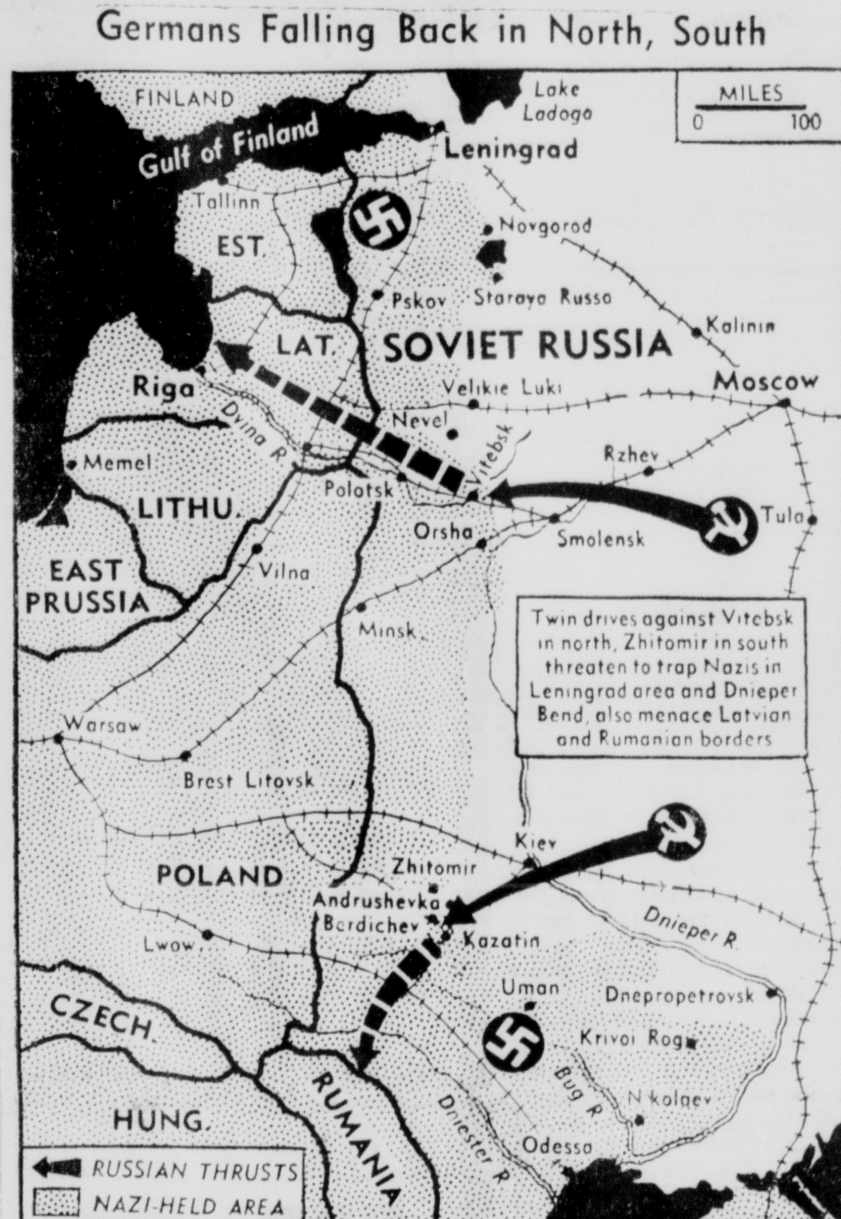 Germans Falling Back in North, South
FINLAND
Lake
Ladoga
MILES
0 100
Gulf of Finland
Leningrad
Tallinn
EST.
Novgorod
Pskov
Staraya Russa
SOVIET RUSSIA
Kalinin
LAT.
Riga
Velikie Luki
Moscow
Dvina R.
Nevel
Vitebsk
Memel
Rzhev
Polotsk
LITHU.
Orsha
Smolensk
Tula
EAST
PRUSSIA
Vilna
Minsk
Twin drives against Vitebsk
in north, Zhitomir in south
threaten to trap Nazis in
Leningrad area and Dnieper
Bend, also menace Latvian
and Rumanian borders
Warsaw
Brest Litovsk
Kiev
POLAND
Zhitomir
Andrushevka
Berdichev
Dnieper R.
Lwow
Kazatin
Uman
Dnepropetrovsk
CZECH.
Krivoi Rog
RUMANIA
Bug R.
Nikolaev
HUNG.
Dniester R
Odessa
RUSSIAN THRUSTS
NAZI-HELD AREA